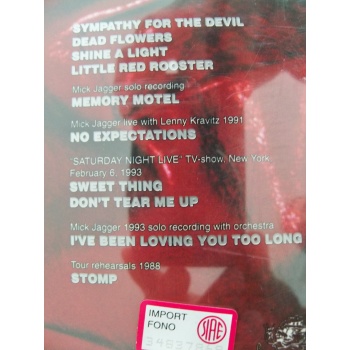 SYMPATHY FOR THE DEVIL
DEAD FLOWERS
SHINE A LIGHT
LITTLE RED ROOSTER
Mick Jagger solo recording
MEMORY MOTEL
Mick Jagger live with Lenny Kravitz 1991
NO EXPECTATIONS
'SATURDAY NIGHT LIVE' TV-show, New York
February 6, 1993
SWEET THING
DON'T TEAR ME UP
Mick Jagger 1993 solo recording with orchestra
I'VE BEEN LOVING YOU TOO LONG
Tour rehearsals 1988
STOMP
IMPORT
FONO
SIAE